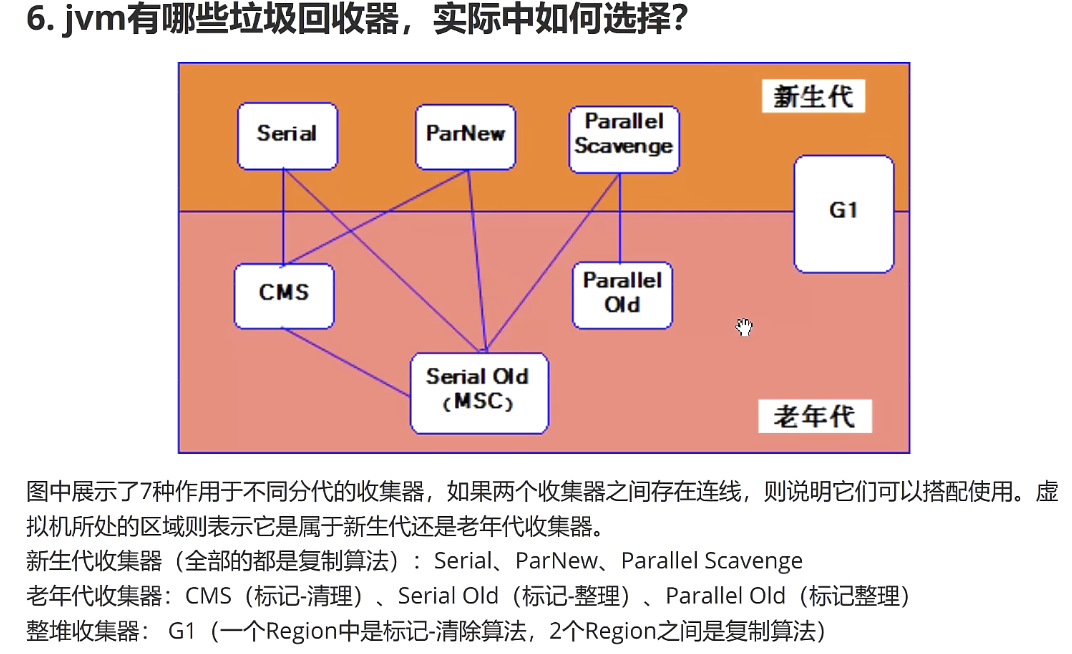 6. jvm有哪些垃圾回收器，实际中如何选择？
新生代
Serial
ParNew
Parallel
Scavenge
G1
CMS
Parallel
Old
Serial Old
（MSC）
老年代
图中展示了7种作用于不同分代的收集器，如果两个收集器之间存在连线，则说明它们可以搭配使用。虚
拟机所处的区域则表示它是属于新生代还是老年代收集器。
新生代收集器（全部的都是复制算法）：Serial、ParNew、Parallel Scavenge
老年代收集器：CMS（标记-清理）、Serial Old（标记-整理）、Parallel Old（标记整理）
整堆收集器： G1（一个Region中是标记-清除算法，2个Region之间是复制算法）